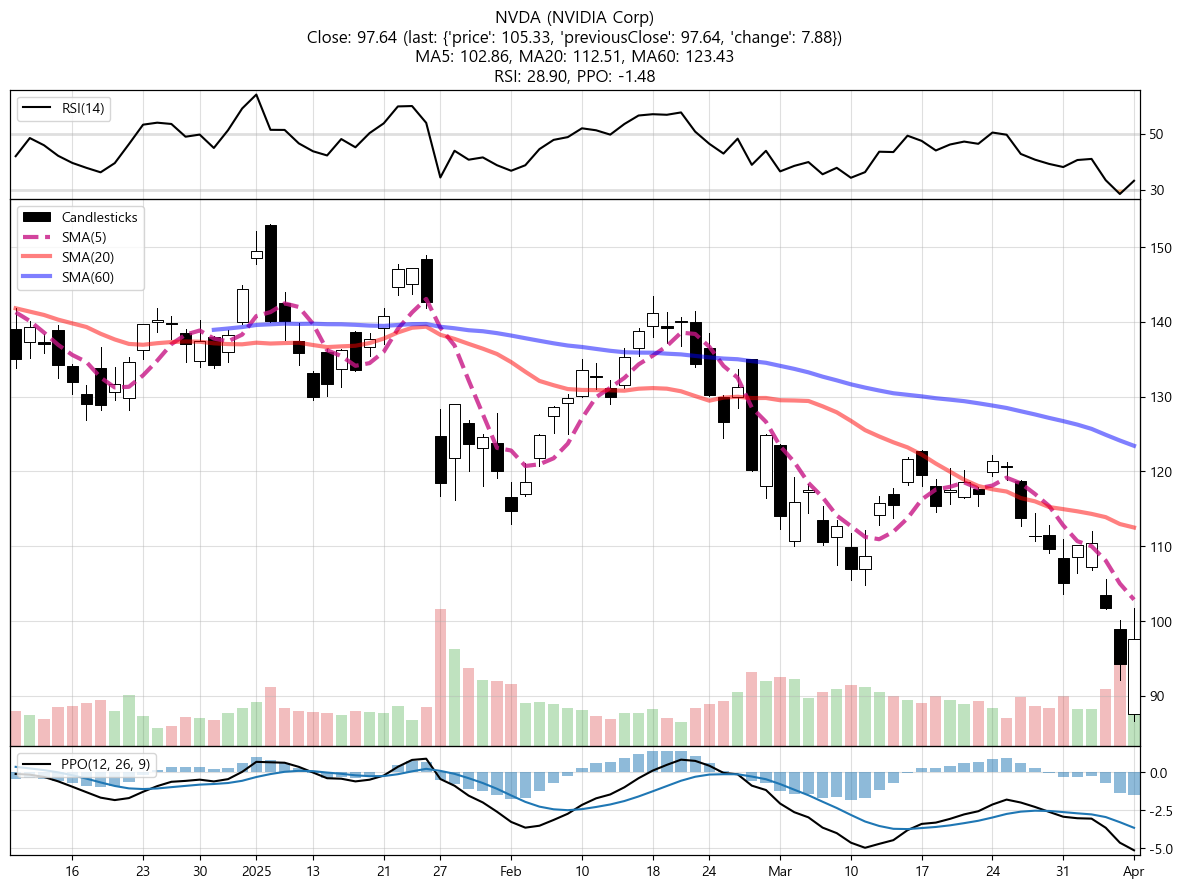 NVDA (NVIDIA Corp)
Close: 97.64 (last: {'price': 105.33, 'previousClose': 97.64, 'change': 7.88})
MA5: 102.86, MA20: 112.51, MA60: 123.43
RSI: 28.90, PPO: -1.48
RSI(14)
50
30
Candlesticks
SMA(5)
SMA(20)
SMA(60)
150
140
130
120
110
100
90
PPO(12, 26, 9)
0.0
-2.5
-5.0
16 23 30 2025 13 21 27 Feb 10 18 24 Mar 10 17 24 31 Apr